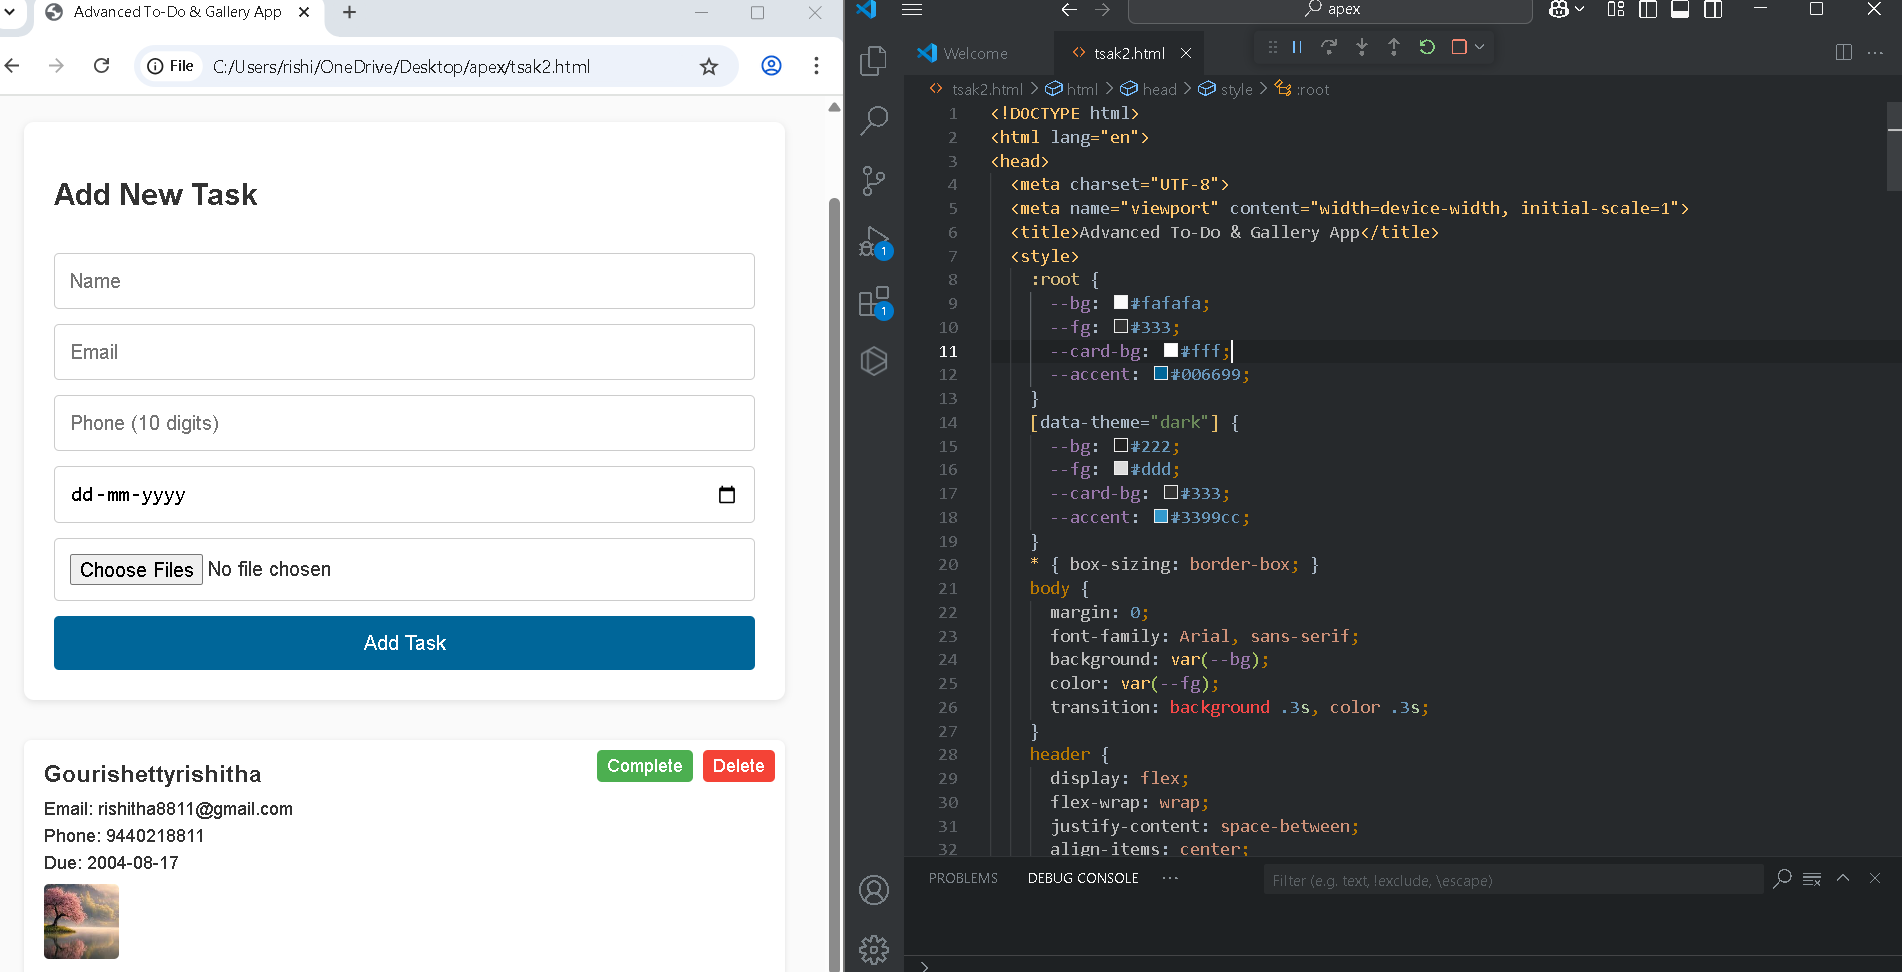 Advanced To-Do & Gallery App
File
C:/Users/rishi/OneDrive/Desktop/apex/tsak2.html
Add New Task
Name
Email
Phone (10 digits)
dd-mm-yyyy
Choose Files No file chosen
Add Task
Gourishettyrishitha
Complete
Delete
Email: rishitha8811@gmail.com
Phone: 9440218811
Due: 2004-08-17
apex
Welcome
tsak2.html
tsak2.html > html > head > style > :root
1 <!DOCTYPE html>
2 <html lang="en">
3 <head>
4 <meta charset="UTF-8">
5 <meta name="viewport" content="width=device-width, initial-scale=1">
6 <title>Advanced To-Do & Gallery App</title>
7 <style>
8 :root {
9 --bg: #fafafa;
10 --fg: #333;
11 --card-bg: #fff;
12 --accent: #006699;
13 }
14 [data-theme="dark"] {
15 --bg: #222;
16 --fg: #ddd;
17 --card-bg: #333;
18 --accent: #3399cc;
19 }
20 * { box-sizing: border-box; }
21 body {
22 margin: 0;
23 font-family: Arial, sans-serif;
24 background: var(--bg);
25 color: var(--fg);
26 transition: background .3s, color .3s;
27 }
28 header {
29 display: flex;
30 flex-wrap: wrap;
31 justify-content: space-between;
32 align-items: center;
1
1
PROBLEMS
DEBUG CONSOLE
Filter (e.g. text, !exclude, \escape)